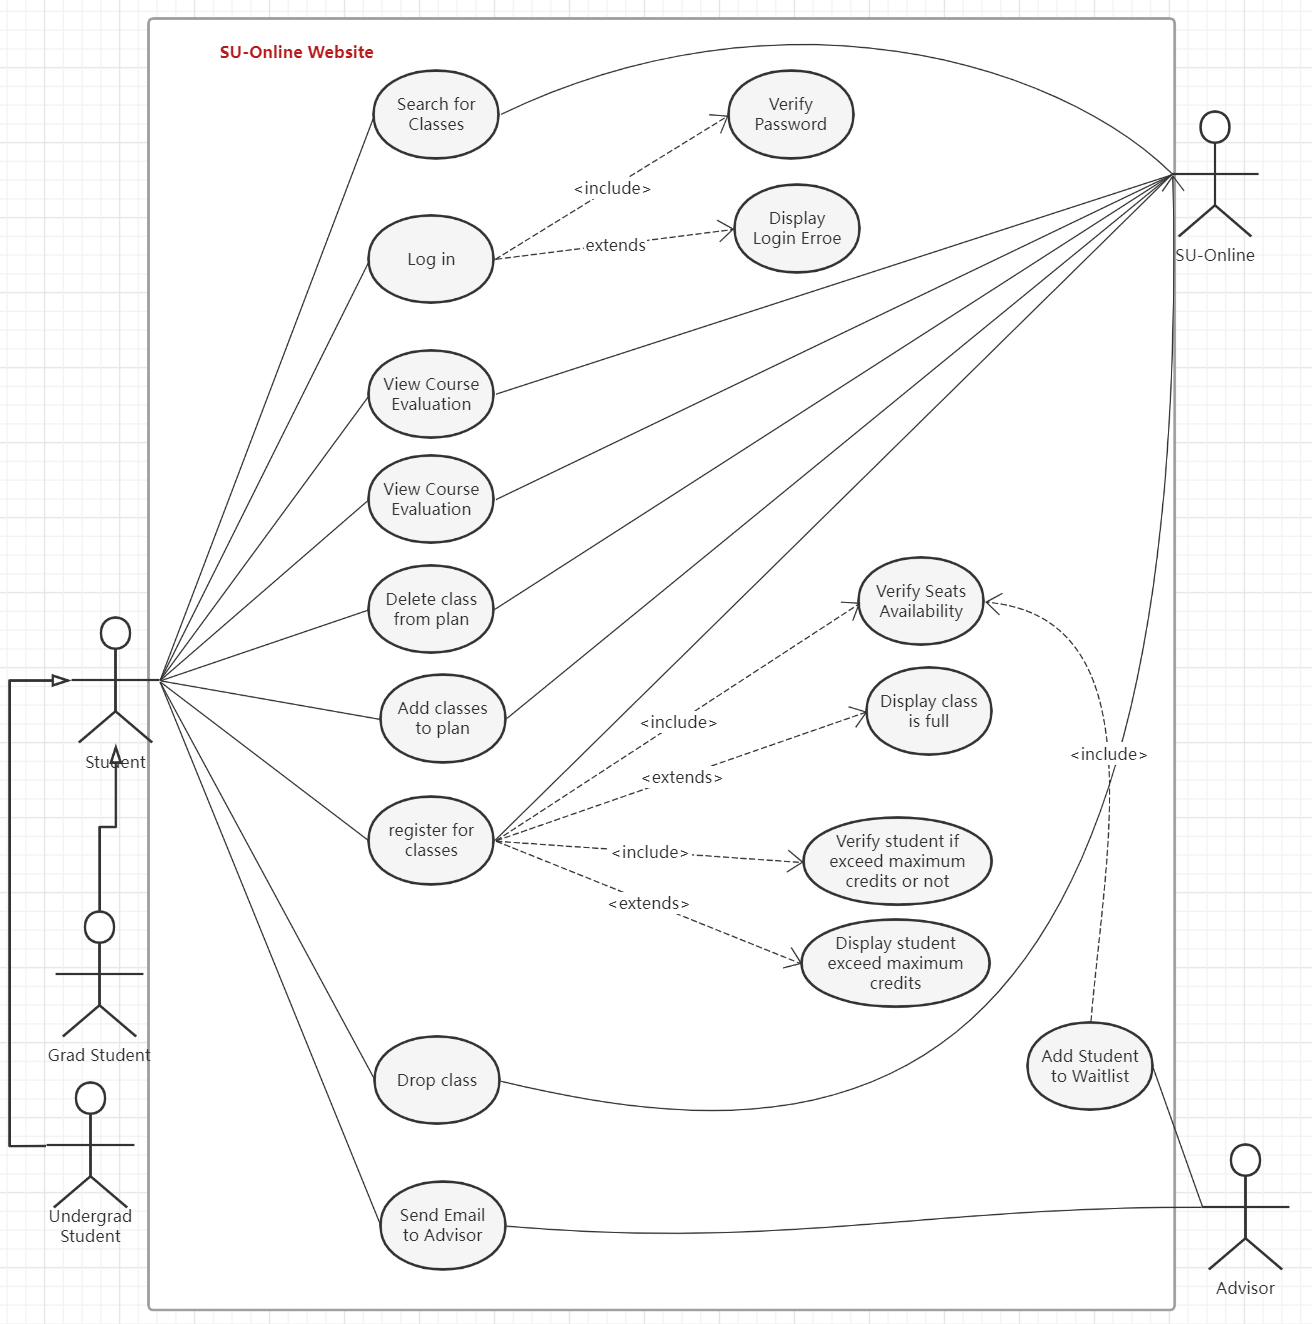 SU-Online Website
Search for
Classes
Verify
Password
<include>
Log in
extends
Display
Login Erroe
SU-Online
View Course
Evaluation
View Course
Evaluation
Delete class
from plan
Verify Seats
Availability
Student
Add classes
to plan
<include>
Display class
is full
<extends>
<include>
register for
classes
<include>
Verify student if
exceed maximum
credits or not
<extends>
Display student
exceed maximum
credits
Grad Student
Drop class
Add Student
to Waitlist
Undergrad
Student
Send Email
to Advisor
Advisor